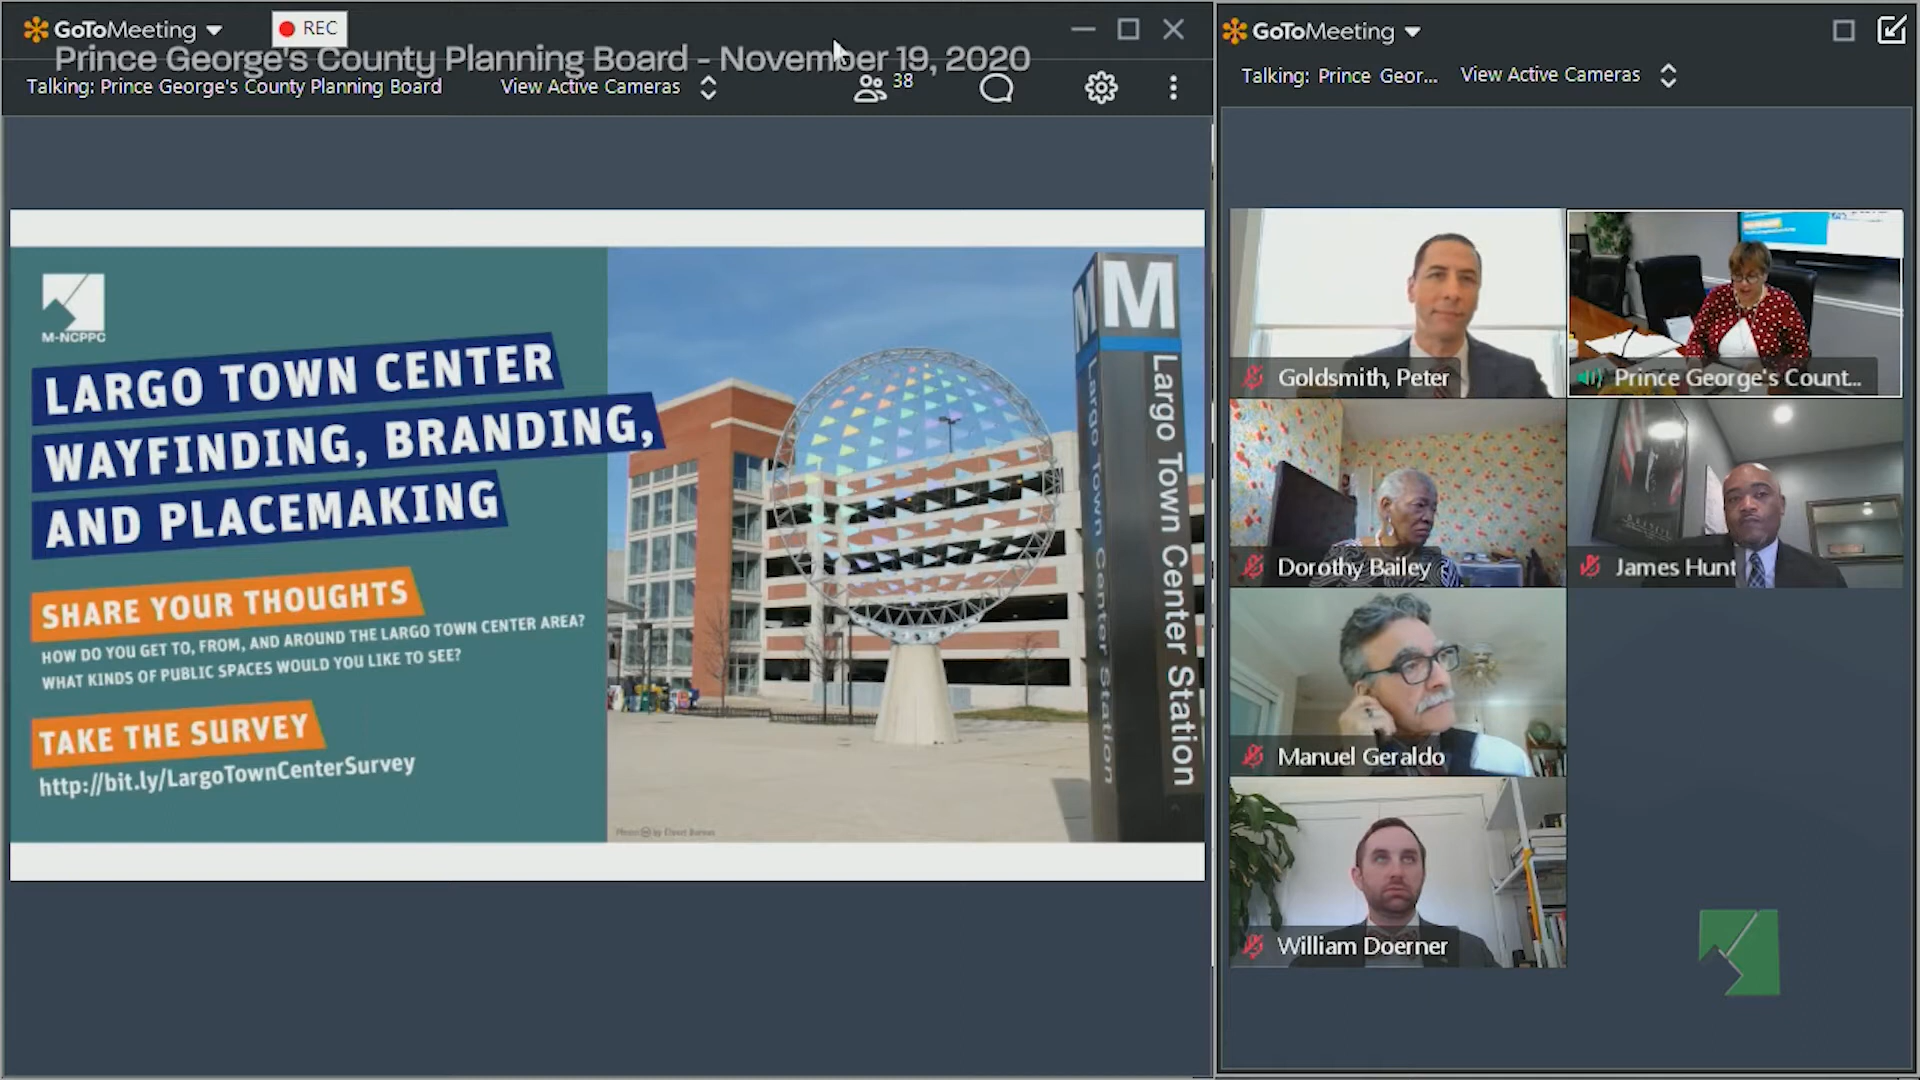 GoToMeeting
REC
Prince George's County Planning Board - November 19, 2020
Talking: Prince George's County Planning Board
View Active Cameras
38
M-NCPPC
LARGO TOWN CENTER
WAYFINDING, BRANDING,
AND PLACEMAKING
SHARE YOUR THOUGHTS
HOW DO YOU GET TO, FROM, AND AROUND THE LARGO TOWN CENTER AREA?
WHAT KINDS OF PUBLIC SPACES WOULD YOU LIKE TO SEE?
TAKE THE SURVEY
http://bit.ly/LargoTownCenterSurvey
M
M
Largo Town Center Station
Largo Town Center Station
GoToMeeting
Talking: Prince Geor...
View Active Cameras
Goldsmith, Peter
Prince George's Count...
Dorothy Bailey
James Hunt
Manuel Geraldo
William Doerner